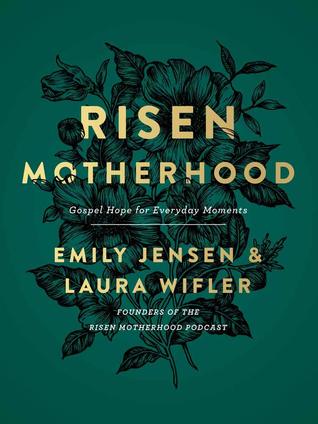 RISEN
MOTHERHOOD
Gospel Hope for Everyday Moments
EMILY JENSEN &
LAURA WIFLER
FOUNDERS OF THE
RISEN MOTHERHOOD PODCAST